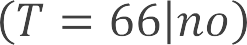 (T = 66|no)